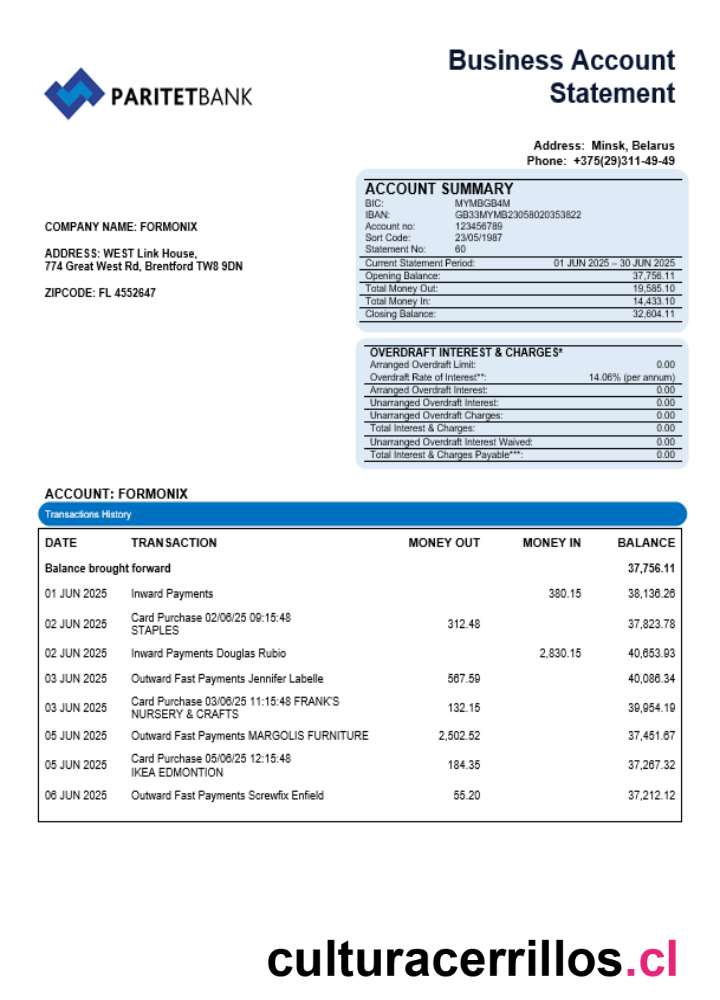 Business Account
Statement
PARITETBANK
Address: Minsk, Belarus
Phone: +375(29)311-49-49
ACCOUNT SUMMARY
BIC: MYMBGB4M
IBAN: GB33MYMB23058020353822
Account no: 123456789
Sort Code: 23/05/1987
Statement No: 60
Current Statement Period: 01 JUN 2025 – 30 JUN 2025
Opening Balance: 37,756.11
Total Money Out: 19,585.10
Total Money In: 14,433.10
Closing Balance: 32,604.11
COMPANY NAME: FORMONIX
ADDRESS: WEST Link House,
774 Great West Rd, Brentford TW8 9DN
ZIPCODE: FL 4552647
OVERDRAFT INTEREST & CHARGES*
Arranged Overdraft Limit: 0.00
Overdraft Rate of Interest**: 14.06% (per annum)
Arranged Overdraft Interest: 0.00
Unarranged Overdraft Interest: 0.00
Unarranged Overdraft Charges: 0.00
Total Interest & Charges: 0.00
Unarranged Overdraft Interest Waived: 0.00
Total Interest & Charges Payable***: 0.00
ACCOUNT: FORMONIX
Transactions History
DATE TRANSACTION MONEY OUT MONEY IN BALANCE
Balance brought forward 37,756.11
01 JUN 2025 Inward Payments 380.15 38,136.26
02 JUN 2025 Card Purchase 02/06/25 09:15:48
STAPLES 312.48 37,823.78
02 JUN 2025 Inward Payments Douglas Rubio 2,830.15 40,653.93
03 JUN 2025 Outward Fast Payments Jennifer Labelle 567.59 40,086.34
03 JUN 2025 Card Purchase 03/06/25 11:15:48 FRANK'S
NURSERY & CRAFTS 132.15 39,954.19
05 JUN 2025 Outward Fast Payments MARGOLIS FURNITURE 2,502.52 37,451.67
05 JUN 2025 Card Purchase 05/06/25 12:15:48
IKEA EDMONTION 184.35 37,267.32
06 JUN 2025 Outward Fast Payments Screwfix Enfield 55.20 37,212.12
culturacerrillos.cl